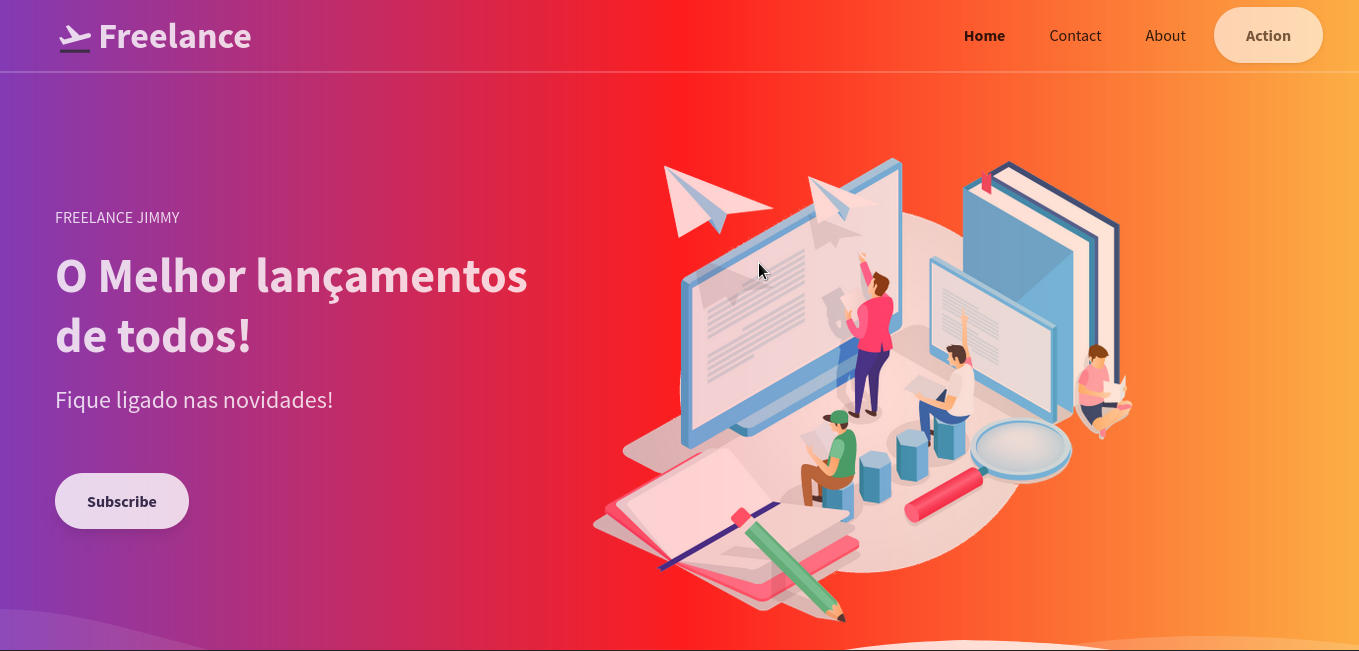 Freelance
Home
Contact
About
Action
FREELANCE JIMMY
O Melhor lançamentos
de todos!
Fique ligado nas novidades!
Subscribe